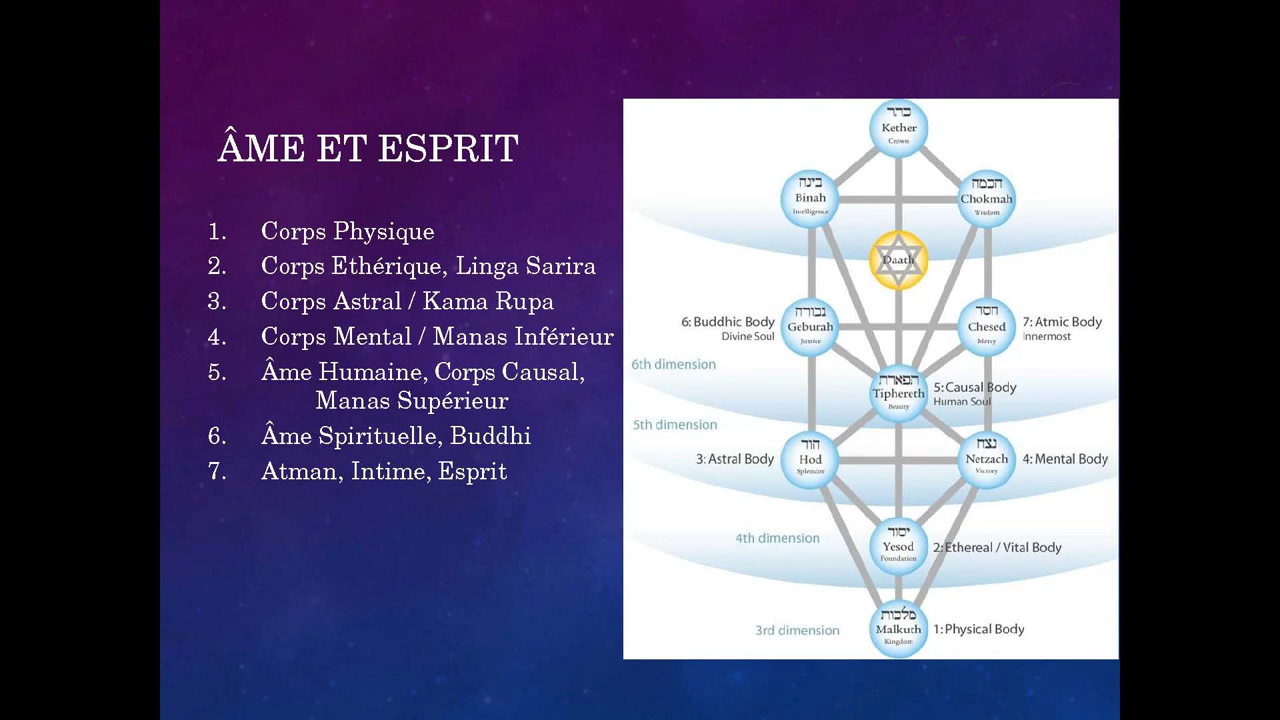 ÂME ET ESPRIT
1. Corps Physique
2. Corps Ethérique, Linga Sarira
3. Corps Astral / Kama Rupa
4. Corps Mental / Manas Inférieur
5. Âme Humaine, Corps Causal,
Manas Supérieur
6. Âme Spirituelle, Buddhi
7. Atman, Intime, Esprit
כתר
Kether
Crown
בינה
Binah
Intelligence
הכמה
Chokmah
Wisdom
Daath
6: Buddhic Body
Divine Soul
גבורה
Geburah
Justice
חסד
Chesed
Mercy
7: Atmic Body
Innermost
6th dimension
תפארת
Tiphereth
Beauty
5: Causal Body
Human Soul
5th dimension
3: Astral Body
הוד
Hod
Splendor
נצח
Netzach
Victory
4: Mental Body
4th dimension
יסוד
Yesod
Foundation
2: Ethereal / Vital Body
3rd dimension
מלכות
Malkuth
Kingdom
1: Physical Body